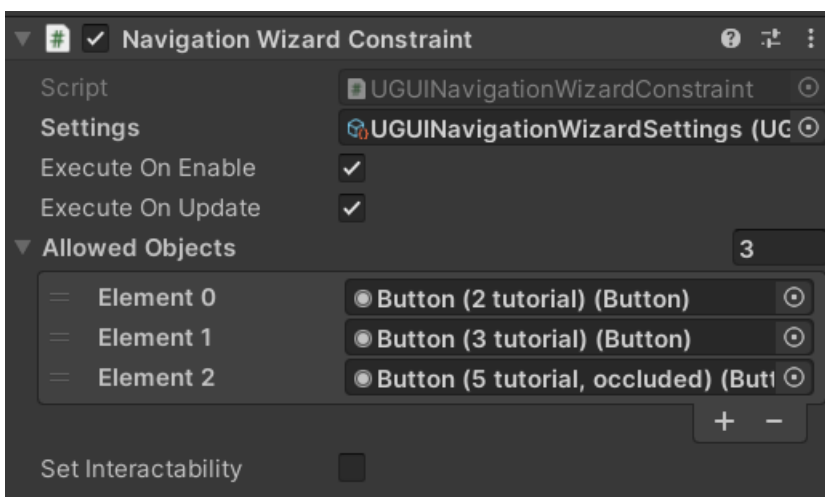 Navigation Wizard Constraint
Script UGUINavigationWizardConstraint
Settings UGUINavigationWizardSettings (UG
Execute On Enable
Execute On Update
Allowed Objects 3
Element 0 Button (2 tutorial) (Button)
Element 1 Button (3 tutorial) (Button)
Element 2 Button (5 tutorial, occluded) (Butt
Set Interactability